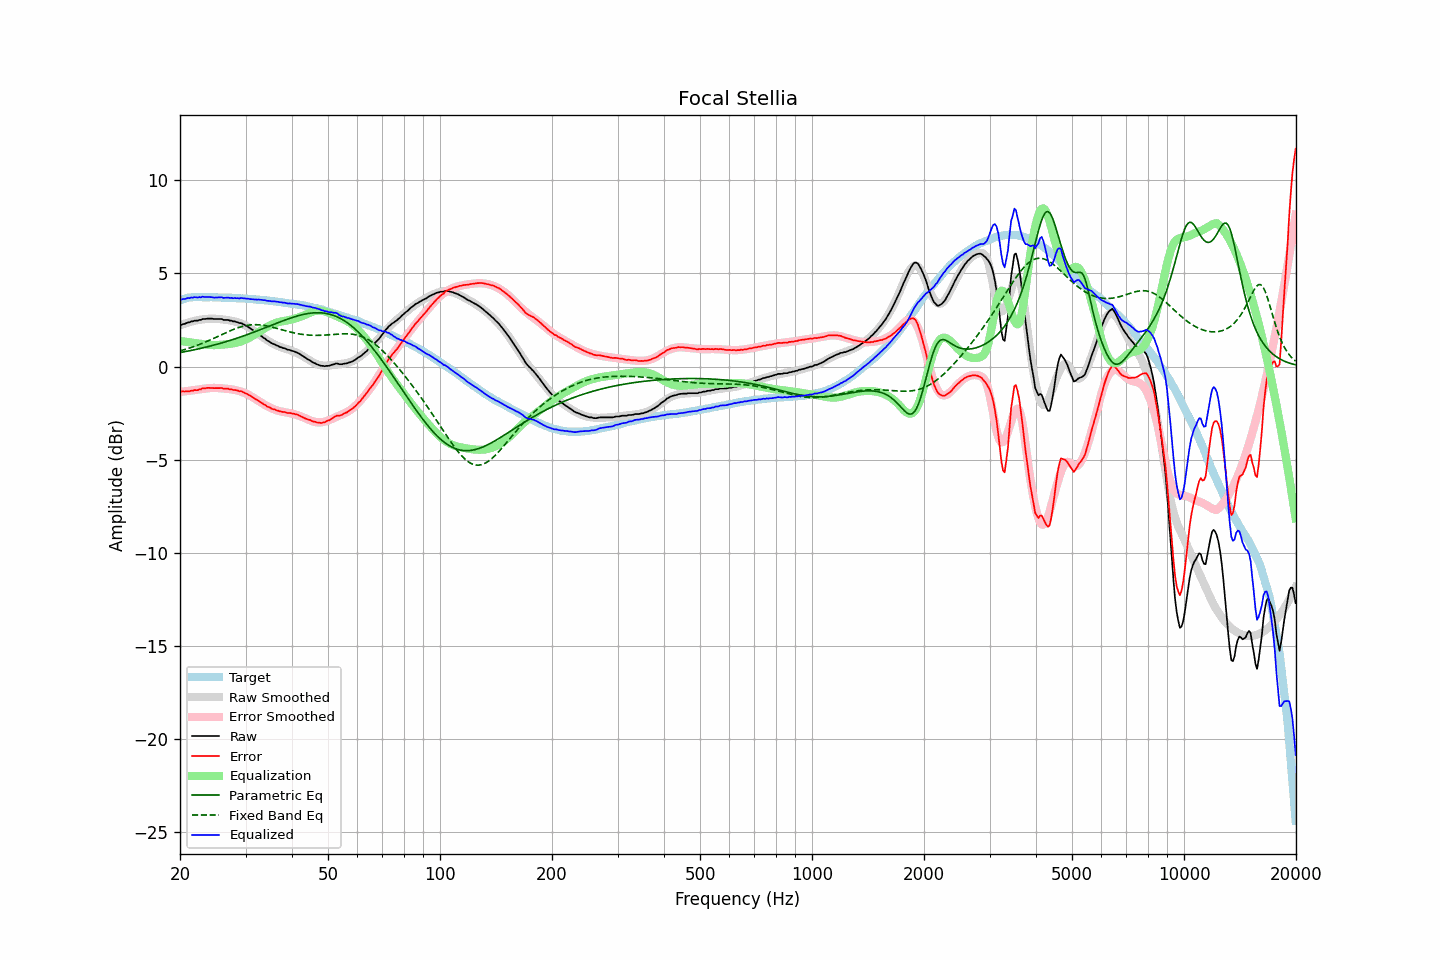 Focal Stellia
Amplitude (dBr)
10
5
0
−5
−10
−15
−20
−25
Target
Raw Smoothed
Error Smoothed
Raw
Error
Equalization
Parametric Eq
Fixed Band Eq
Equalized
20 50 100 200 500 1000 2000 5000 10000 20000
Frequency (Hz)